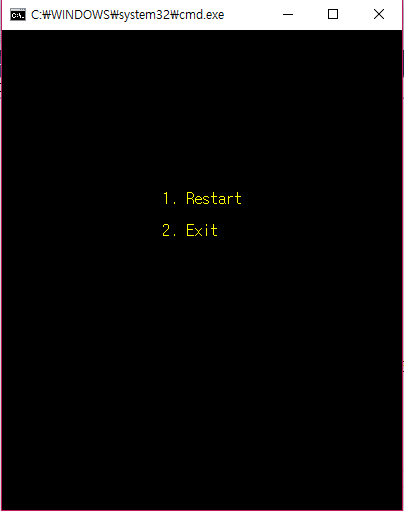 C:₩WINDOWS₩system32₩cmd.exe
1. Restart
2. Exit